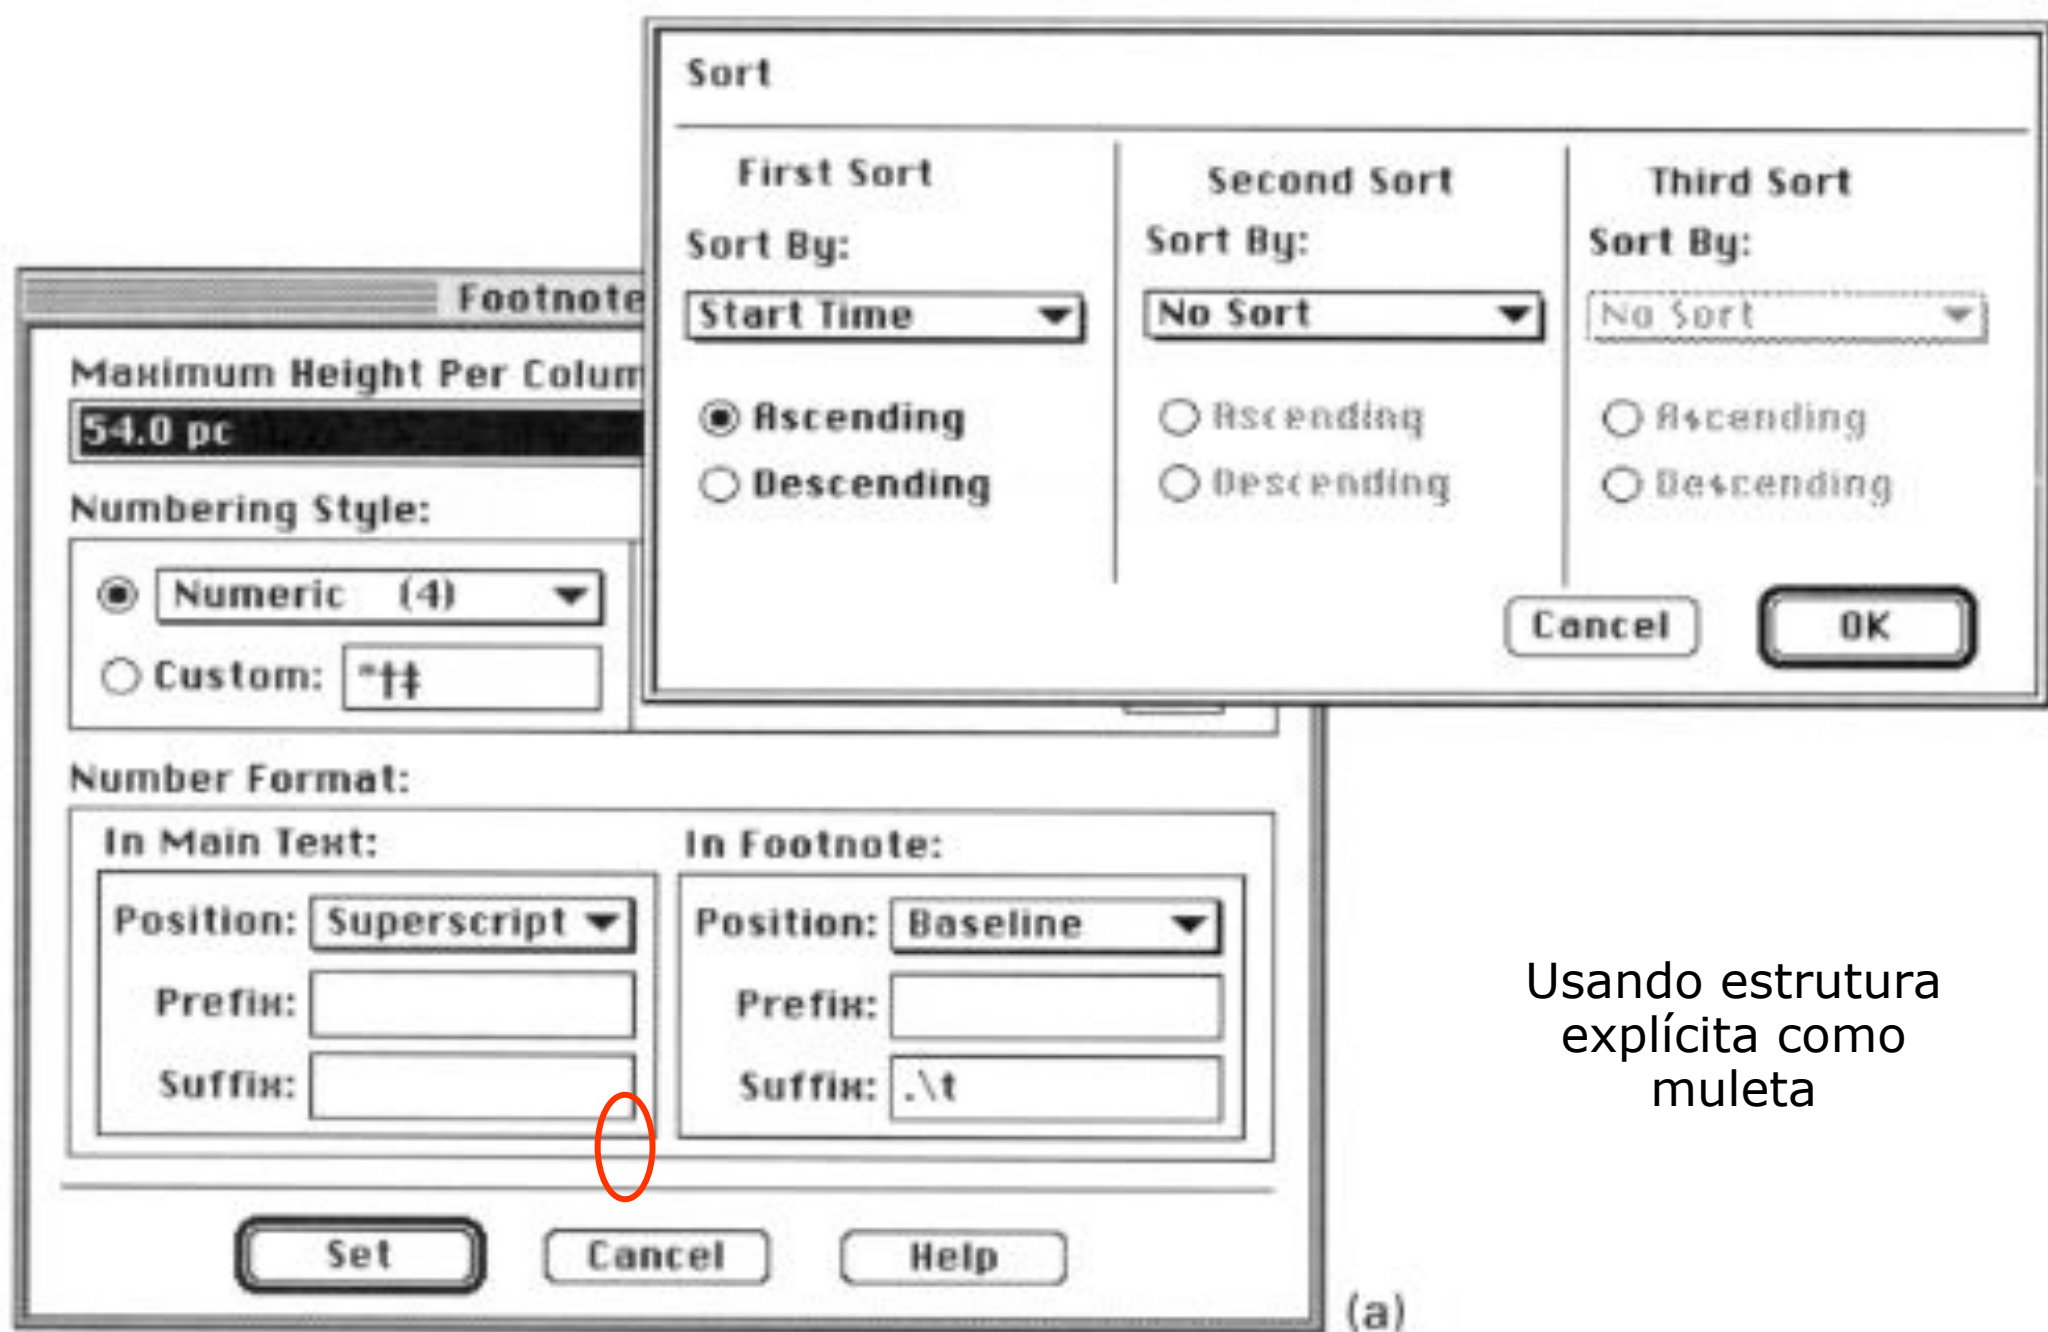 Sort
First Sort
Second Sort
Third Sort
Sort By:
Sort By:
Sort By:
Start Time
No Sort
No Sort
Ascending
Ascending
Ascending
Descending
Descending
Descending
Cancel
OK
Footnote
Maximum Height Per Colum
54.0 pc
Numbering Style:
Numeric (4)
Custom: *†‡
Number Format:
In Main Text:
In Footnote:
Position: Superscript
Position: Baseline
Prefix:
Prefix:
Suffix:
Suffix: .\t
Set
Cancel
Help
(a)
Usando estrutura
explícita como
muleta